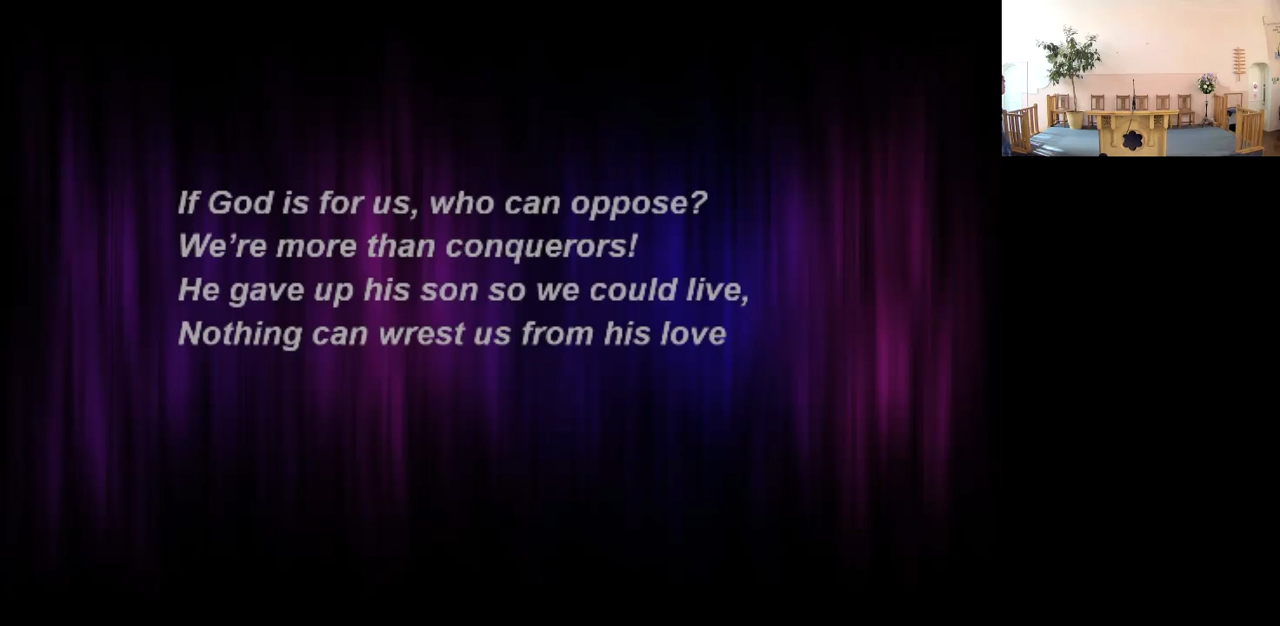 If God is for us, who can oppose?
We’re more than conquerors!
He gave up his son so we could live,
Nothing can wrest us from his love